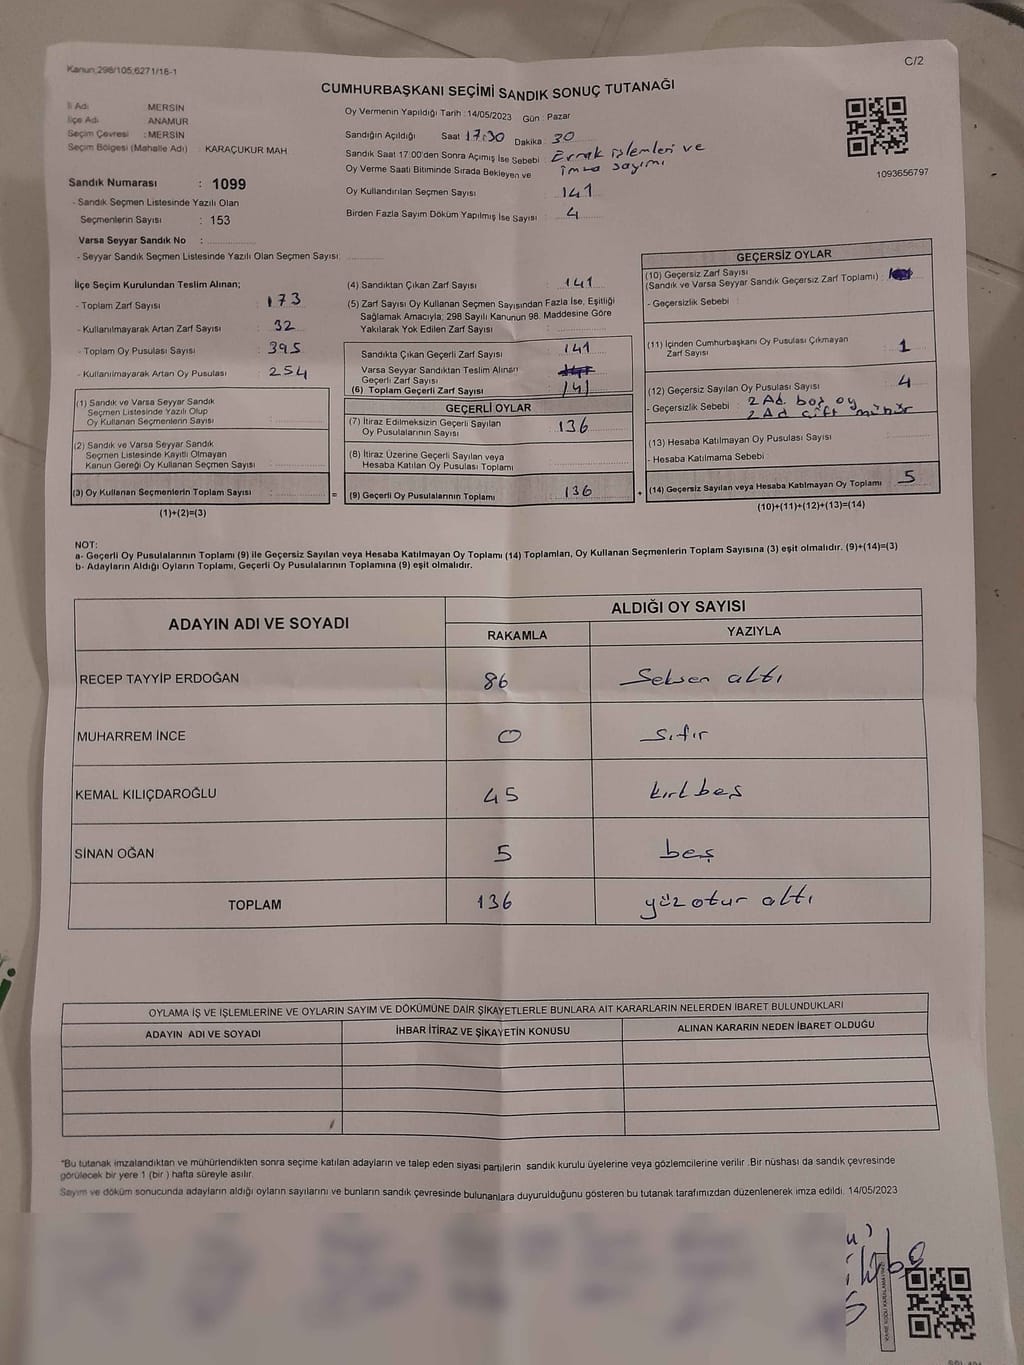 Kanun;298/105;6271/16-1
C/2
CUMHURBAŞKANI SEÇİMİ SANDIK SONUÇ TUTANAĞI
İl Adı MERSİN
İlçe Adı ANAMUR
Seçim Çevresi : MERSİN
Seçim Bölgesi (Mahalle Adı) : KARAÇUKUR MAH
Sandık Numarası : 1099
- Sandık Seçmen Listesinde Yazılı Olan
Seçmenlerin Sayısı : 153
Varsa Seyyar Sandık No :
- Seyyar Sandık Seçmen Listesinde Yazılı Olan Seçmen Sayısı:
Oy Vermenin Yapıldığı Tarih : 14/05/2023 Gün : Pazar
Sandığın Açıldığı Saat 17:30 Dakika 30
Sandık Saat 17:00'den Sonra Açımış İse Sebebi : Evrak işlemleri ve
Oy Verme Saati Bitiminde Sırada Bekleyen ve imza sayımı
Oy Kullandırılan Seçmen Sayısı : 141
Birden Fazla Sayım Döküm Yapılmış İse Sayısı : 4
1093656797
İlçe Seçim Kurulundan Teslim Alınan;
- Toplam Zarf Sayısı : 173
- Kullanılmayarak Artan Zarf Sayısı : 32
- Toplam Oy Pusulası Sayısı : 395
- Kullanılmayarak Artan Oy Pusulası : 254
(1) Sandık ve Varsa Seyyar Sandık
Seçmen Listesinde Yazılı Olup
Oy Kullanan Seçmenlerin Sayısı :
(2) Sandık ve Varsa Seyyar Sandık
Seçmen Listesinde Kayıtlı Olmayan
Kanun Gereği Oy Kullanan Seçmen Sayısı :
(3) Oy Kullanan Seçmenlerin Toplam Sayısı : =
(1)+(2)=(3)
(4) Sandıktan Çıkan Zarf Sayısı : 141
(5) Zarf Sayısı Oy Kullanan Seçmen Sayısından Fazla İse, Eşitliği
Sağlamak Amacıyla; 298 Sayılı Kanunun 98. Maddesine Göre
Yakılarak Yok Edilen Zarf Sayısı :
Sandıkta Çıkan Geçerli Zarf Sayısı : 141
Varsa Seyyar Sandıktan Teslim Alınan
Geçerli Zarf Sayısı
(6) Toplam Geçerli Zarf Sayısı : 141
GEÇERLİ OYLAR
(7) İtiraz Edilmeksizin Geçerli Sayılan
Oy Pusulalarının Sayısı : 136
(8) İtiraz Üzerine Geçerli Sayılan veya
Hesaba Katılan Oy Pusulası Toplamı :
(9) Geçerli Oy Pusulalarının Toplamı : 136 +
GEÇERSİZ OYLAR
(10) Geçersiz Zarf Sayısı
(Sandık ve Varsa Seyyar Sandık Geçersiz Zarf Toplamı) :
- Geçersizlik Sebebi :
(11) İçinden Cumhurbaşkanı Oy Pusulası Çıkmayan
Zarf Sayısı : 1
(12) Geçersiz Sayılan Oy Pusulası Sayısı : 4
- Geçersizlik Sebebi : 2 Ad. boş oy
2 Ad çift mühür
(13) Hesaba Katılmayan Oy Pusulası Sayısı :
- Hesaba Katılmama Sebebi :
(14) Geçersiz Sayılan veya Hesaba Katılmayan Oy Toplamı : 5
(10)+(11)+(12)+(13)=(14)
NOT:
a- Geçerli Oy Pusulalarının Toplamı (9) ile Geçersiz Sayılan veya Hesaba Katılmayan Oy Toplamı (14) Toplamları, Oy Kullanan Seçmenlerin Toplam Sayısına (3) eşit olmalıdır. (9)+(14)=(3)
b- Adayların Aldığı Oyların Toplamı, Geçerli Oy Pusulalarının Toplamına (9) eşit olmalıdır.
ADAYIN ADI VE SOYADI
ALDIĞI OY SAYISI
RAKAMLA YAZIYLA
RECEP TAYYİP ERDOĞAN 86 Seksen altı
MUHARREM İNCE 0 sıfır
KEMAL KILIÇDAROĞLU 45 kırkbeş
SİNAN OĞAN 5 beş
TOPLAM 136 yüz otuz altı
OYLAMA İŞ VE İŞLEMLERİNE VE OYLARIN SAYIM VE DÖKÜMÜNE DAİR ŞİKAYETLERLE BUNLARA AİT KARARLARIN NELERDEN İBARET BULUNDUKLARI
ADAYIN ADI VE SOYADI İHBAR İTİRAZ VE ŞİKAYETİN KONUSU ALINAN KARARIN NEDEN İBARET OLDUĞU
*Bu tutanak imzalandıktan ve mühürlendikten sonra seçime katılan adayların ve talep eden siyasi partilerin sandık kurulu üyelerine veya gözlemcilerine verilir .Bir nüshası da sandık çevresinde
görülecek bir yere 1 (bir ) hafta süreyle asılır.
Sayım ve döküm sonucunda adayların aldığı oyların sayılarını ve bunların sandık çevresinde bulunanlara duyurulduğunu gösteren bu tutanak tarafımızdan düzenlenerek imza edildi. 14/05/2023